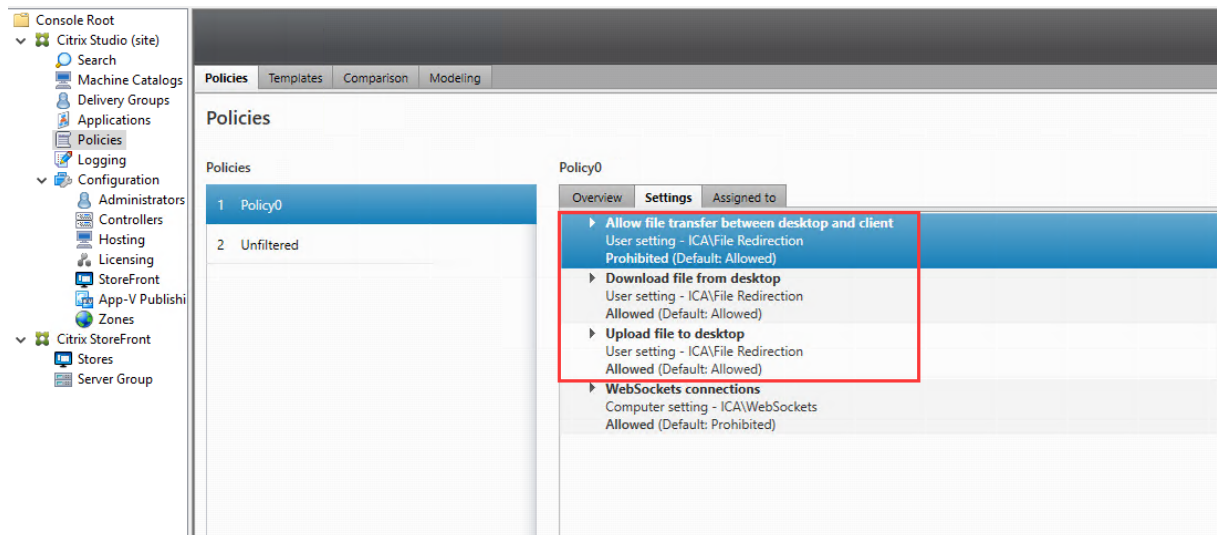 Console Root
Citrix Studio (site)
Search
Machine Catalogs
Delivery Groups
Applications
Policies
Logging
Configuration
Administrators
Controllers
Hosting
Licensing
StoreFront
App-V Publishi
Zones
Citrix StoreFront
Stores
Server Group
Policies Templates Comparison Modeling
Policies
Policies
1 Policy0
2 Unfiltered
Policy0
Overview Settings Assigned to
Allow file transfer between desktop and client
User setting - ICA\File Redirection
Prohibited (Default: Allowed)
Download file from desktop
User setting - ICA\File Redirection
Allowed (Default: Allowed)
Upload file to desktop
User setting - ICA\File Redirection
Allowed (Default: Allowed)
WebSockets connections
Computer setting - ICA\WebSockets
Allowed (Default: Prohibited)